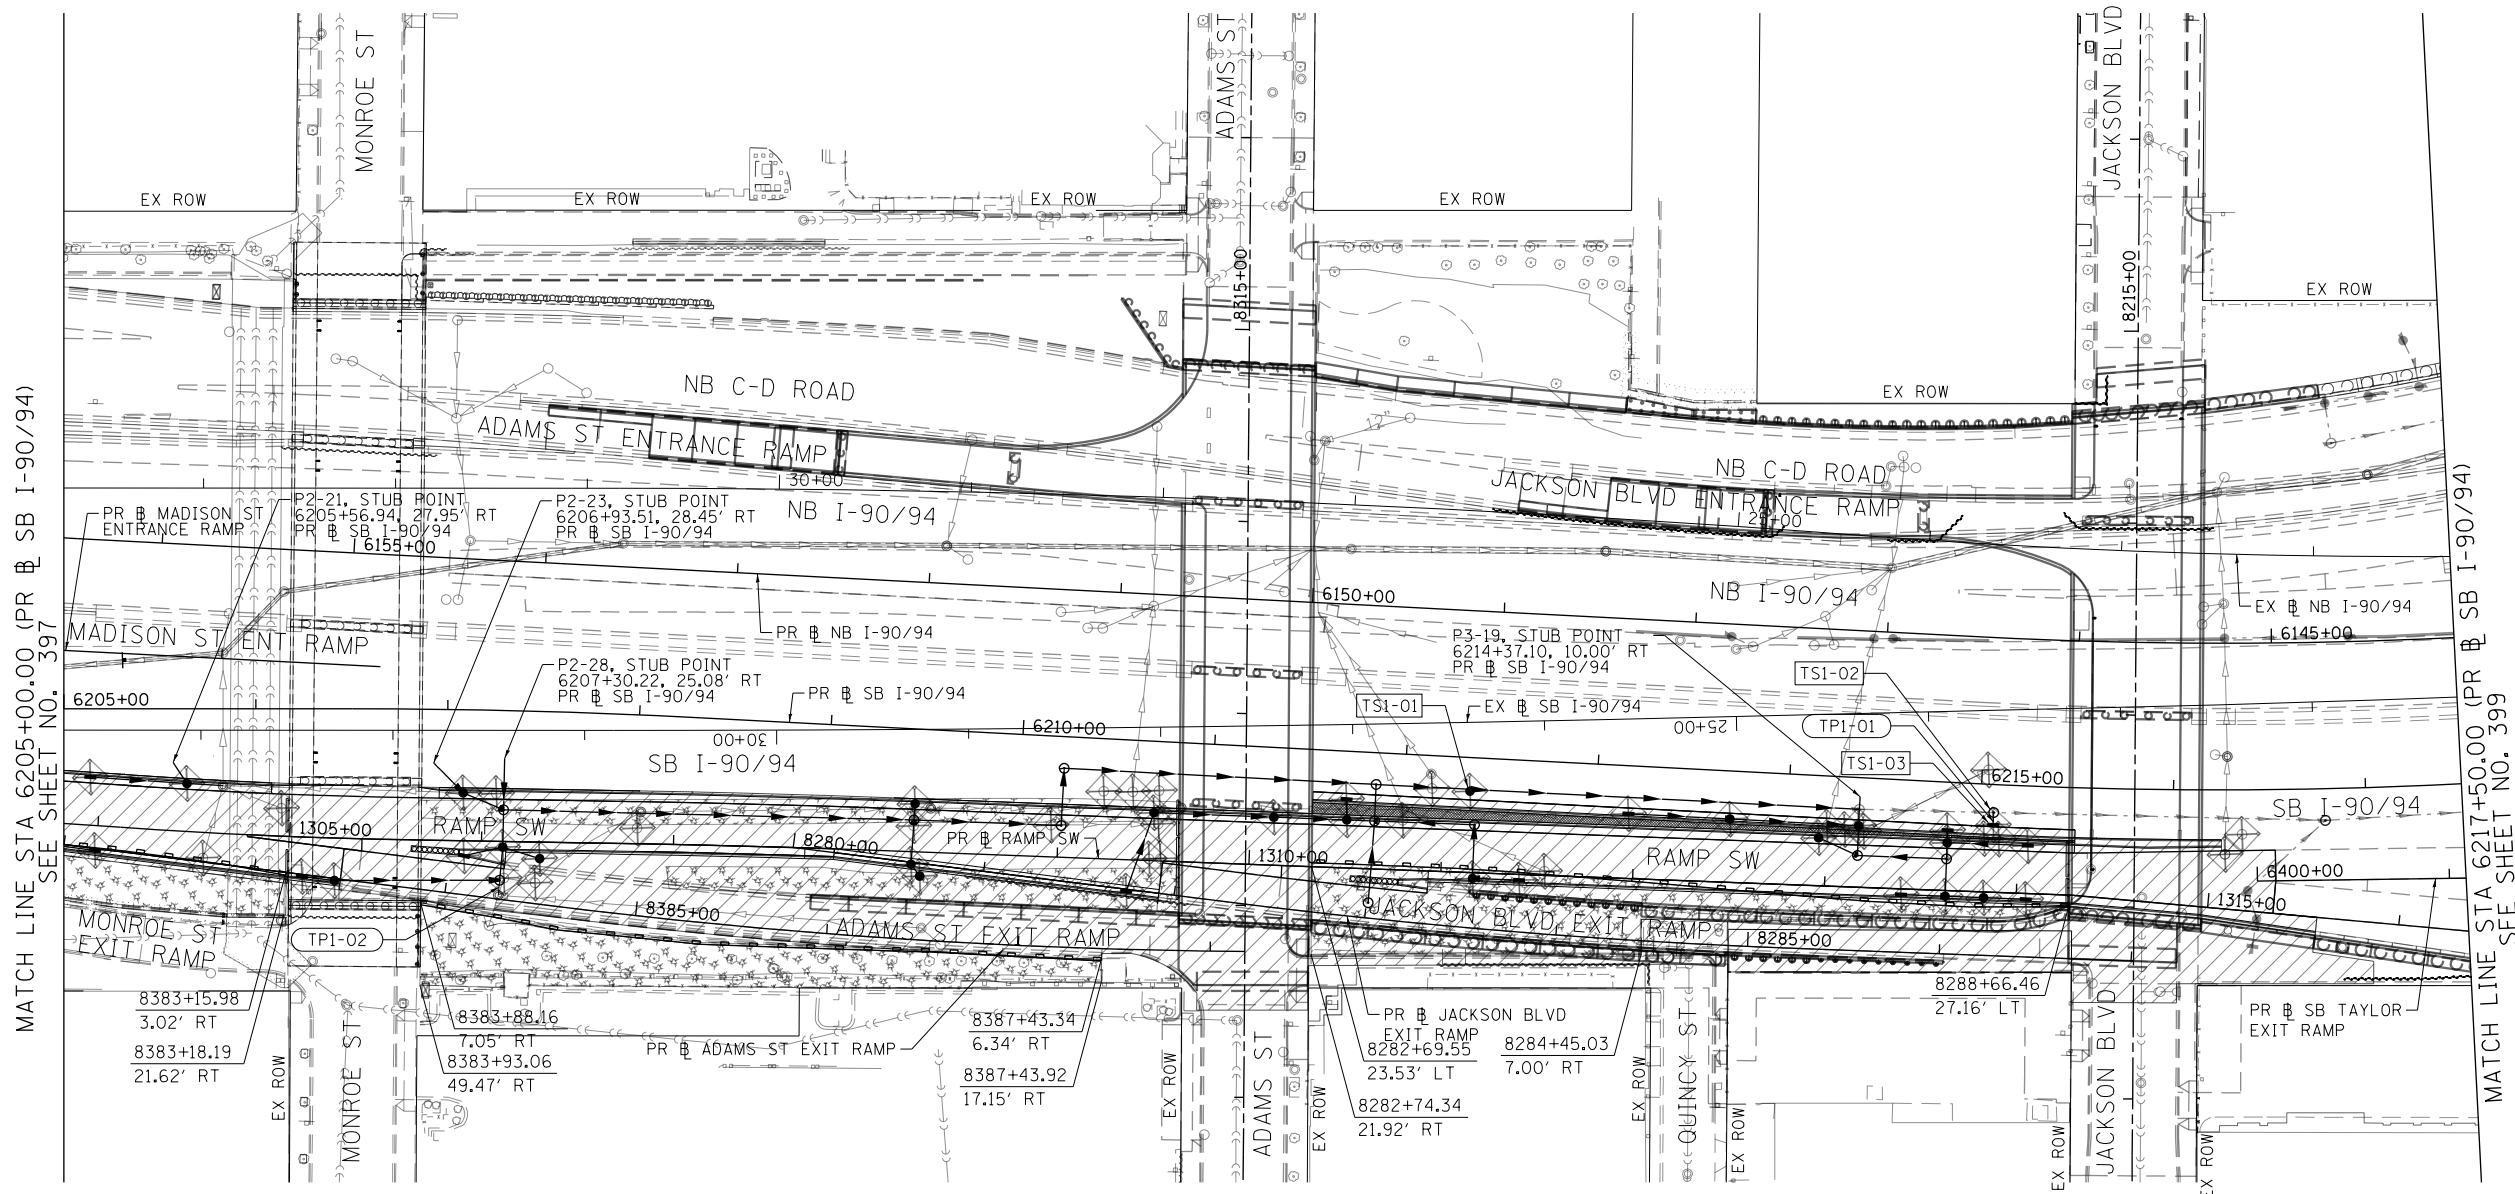 MATCH LINE STA 6205+00.00 (PR ⅊ SB I-90/94)
SEE SHEET NO. 397
MONROE ST
ADAMS ST
JACKSON BLVD
EX ROW
EX ROW
EX ROW
EX ROW
EX ROW
EX ROW
8315+00
8215+00
NB C-D ROAD
ADAMS ST ENTRANCE RAMP
30+00
NB I-90/94
12"
NB C-D ROAD
JACKSON BLVD ENTRANCE RAMP
25+00
PR ⅊ MADISON ST
ENTRANCE RAMP
P2-21, STUB POINT
6205+56.94, 27.95' RT
PR ⅊ SB I-90/94
P2-23, STUB POINT
6206+93.51, 28.45' RT
PR ⅊ SB I-90/94
6155+00
6150+00
NB I-90/94
EX ⅊ NB I-90/94
6145+00
MADISON ST ENT RAMP
PR ⅊ NB I-90/94
P2-28, STUB POINT
6207+30.22, 25.08' RT
PR ⅊ SB I-90/94
PR ⅊ SB I-90/94
P3-19, STUB POINT
6214+37.10, 10.00' RT
PR ⅊ SB I-90/94
TS1-02
TS1-01
EX ⅊ SB I-90/94
TP1-01
TS1-03
6205+00
6210+00
30+00
25+00
6215+00
SB I-90/94
SB I-90/94
1305+00
RAMP SW
8280+00
PR ⅊ RAMP SW
1310+00
RAMP SW
6400+00
1315+00
8385+00
MONROE ST
EXIT RAMP
TP1-02
ADAMS ST EXIT RAMP
JACKSON BLVD EXIT RAMP
8285+00
8383+15.98
3.02' RT
8383+18.19
21.62' RT
8383+88.16
7.05' RT
8383+93.06
49.47' RT
PR ⅊ ADAMS ST EXIT RAMP
8387+43.34
6.34' RT
8387+43.92
17.15' RT
PR ⅊ JACKSON BLVD
EXIT RAMP
8282+69.55
23.53' LT
8284+45.03
7.00' RT
8282+74.34
21.92' RT
8288+66.46
27.16' LT
PR ⅊ SB TAYLOR
EXIT RAMP
EX ROW
MONROE ST
EX ROW
ADAMS ST
EX ROW
EX ROW
QUINCY ST
EX ROW
EX ROW
JACKSON BLVD
EX ROW
MATCH LINE STA 6217+50.00 (PR ⅊ SB I-90/94)
SEE SHEET NO. 399